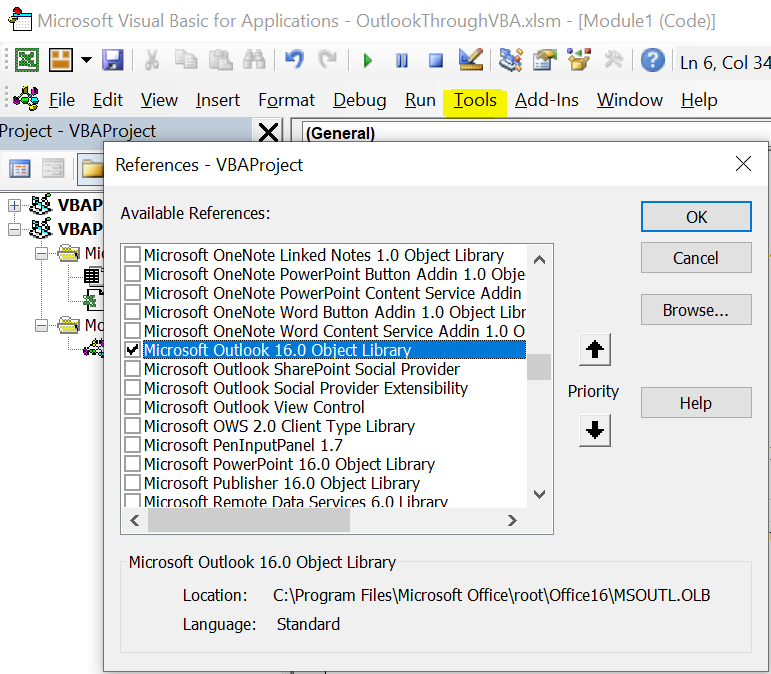 Microsoft Visual Basic for Applications - OutlookThroughVBA.xlsm - [Module1 (Code)]
Ln 6, Col 34
File Edit View Insert Format Debug Run Tools Add-Ins Window Help
Project - VBAProject
(General)
References - VBAProject
Available References:
VBAP
VBAP
Mi
Mo
Microsoft OneNote Linked Notes 1.0 Object Library
Microsoft OneNote PowerPoint Button Addin 1.0 Obje
Microsoft OneNote PowerPoint Content Service Addin
Microsoft OneNote Word Button Addin 1.0 Object Libr
Microsoft OneNote Word Content Service Addin 1.0 O
Microsoft Outlook 16.0 Object Library
Microsoft Outlook SharePoint Social Provider
Microsoft Outlook Social Provider Extensibility
Microsoft Outlook View Control
Microsoft OWS 2.0 Client Type Library
Microsoft PenInputPanel 1.7
Microsoft PowerPoint 16.0 Object Library
Microsoft Publisher 16.0 Object Library
Microsoft Remote Data Services 6.0 Library
OK
Cancel
Browse...
Priority
Help
Microsoft Outlook 16.0 Object Library
Location: C:\Program Files\Microsoft Office\root\Office16\MSOUTL.OLB
Language: Standard